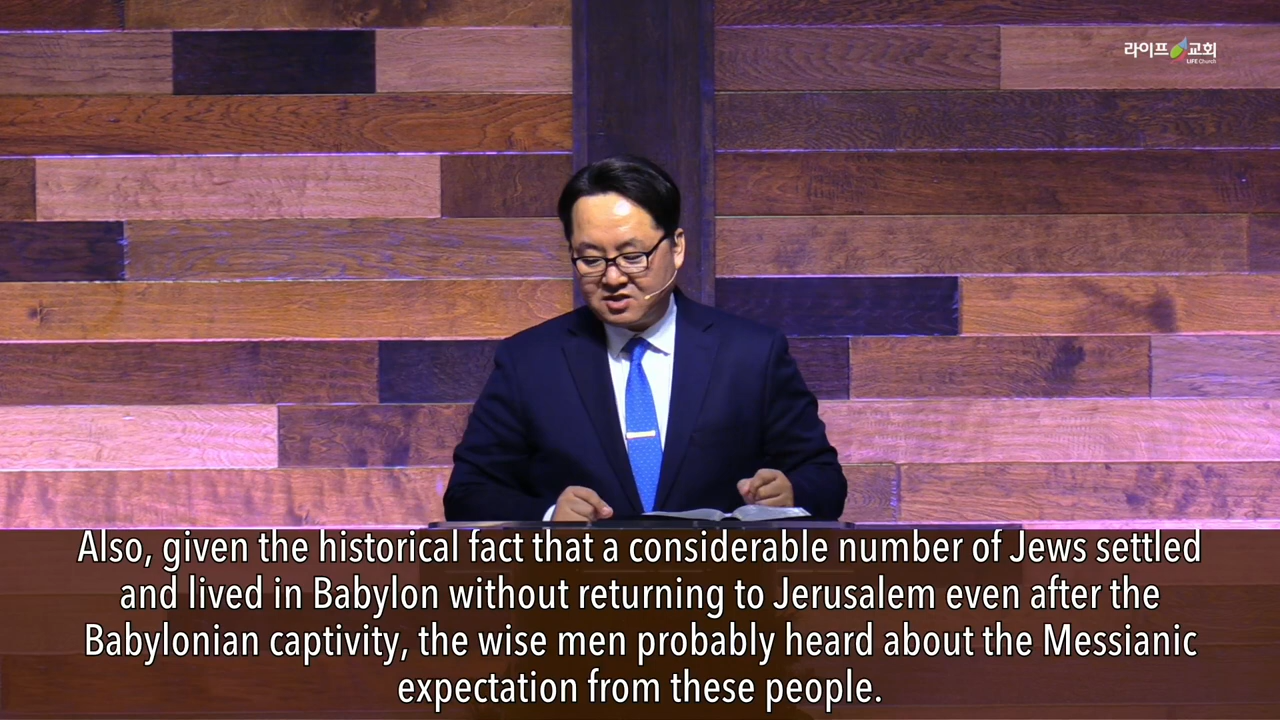 라이프교회
LIFE Church
Also, given the historical fact that a considerable number of Jews settled
and lived in Babylon without returning to Jerusalem even after the
Babylonian captivity, the wise men probably heard about the Messianic
expectation from these people.